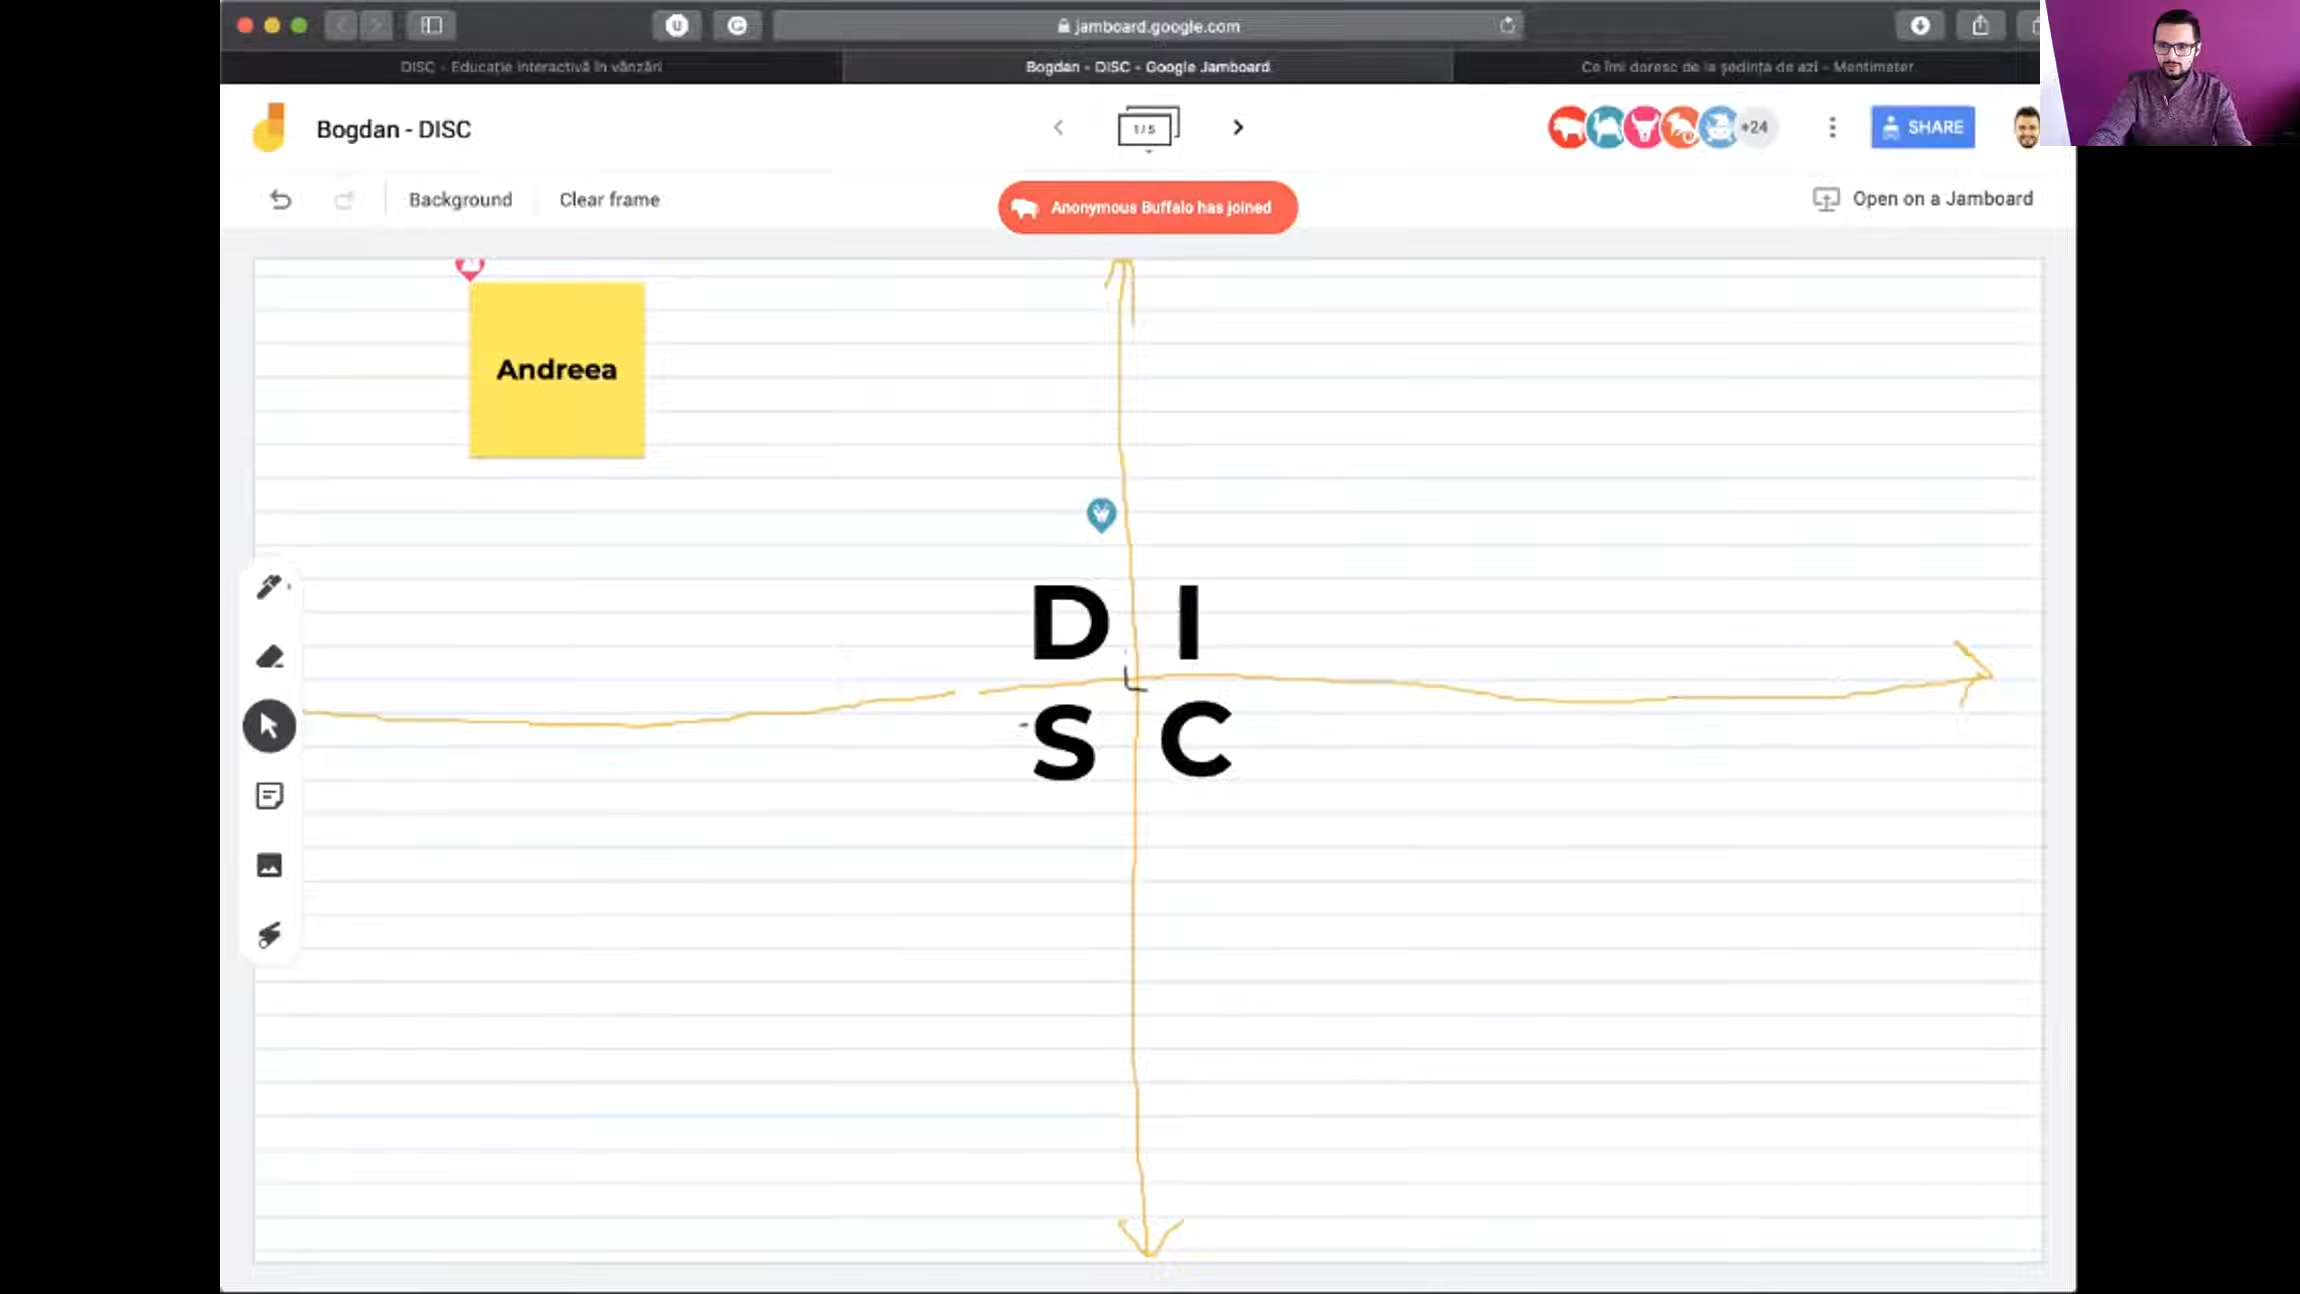 jamboard.google.com
DISC - Educație interactivă în vânzări
Bogdan - DISC - Google Jamboard
Ce îmi doresc de la ședința de azi - Mentimeter
Bogdan - DISC
1/5
+24
SHARE
Background
Clear frame
Anonymous Buffalo has joined
Open on a Jamboard
Andreea
D I
S C